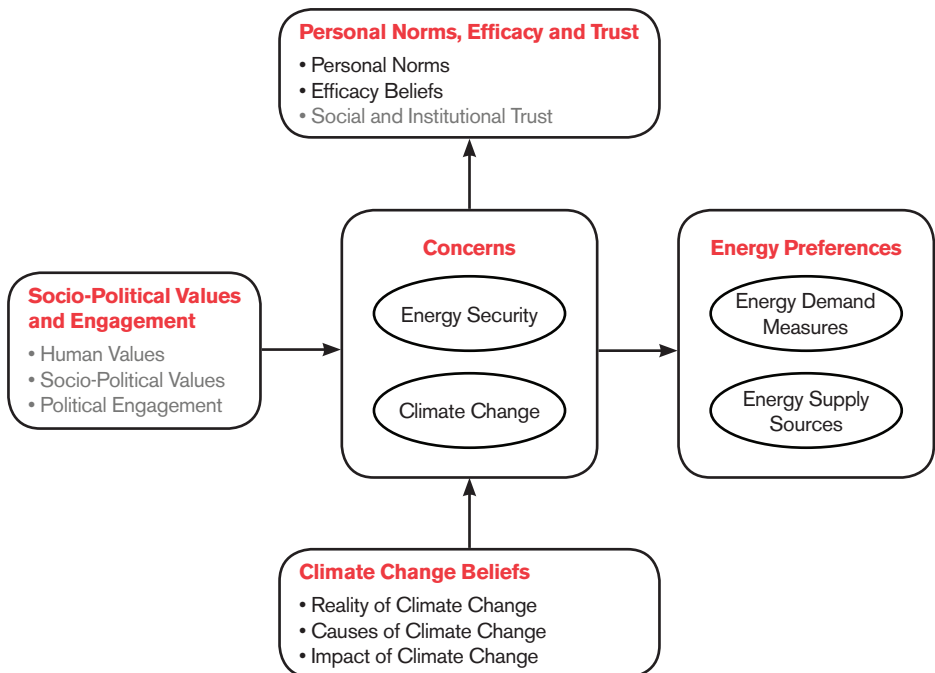 Personal Norms, Efficacy and Trust
• Personal Norms
• Efficacy Beliefs
• Social and Institutional Trust
Socio-Political Values
and Engagement
• Human Values
• Socio-Political Values
• Political Engagement
Concerns
Energy Security
Climate Change
Energy Preferences
Energy Demand
Measures
Energy Supply
Sources
Climate Change Beliefs
• Reality of Climate Change
• Causes of Climate Change
• Impact of Climate Change